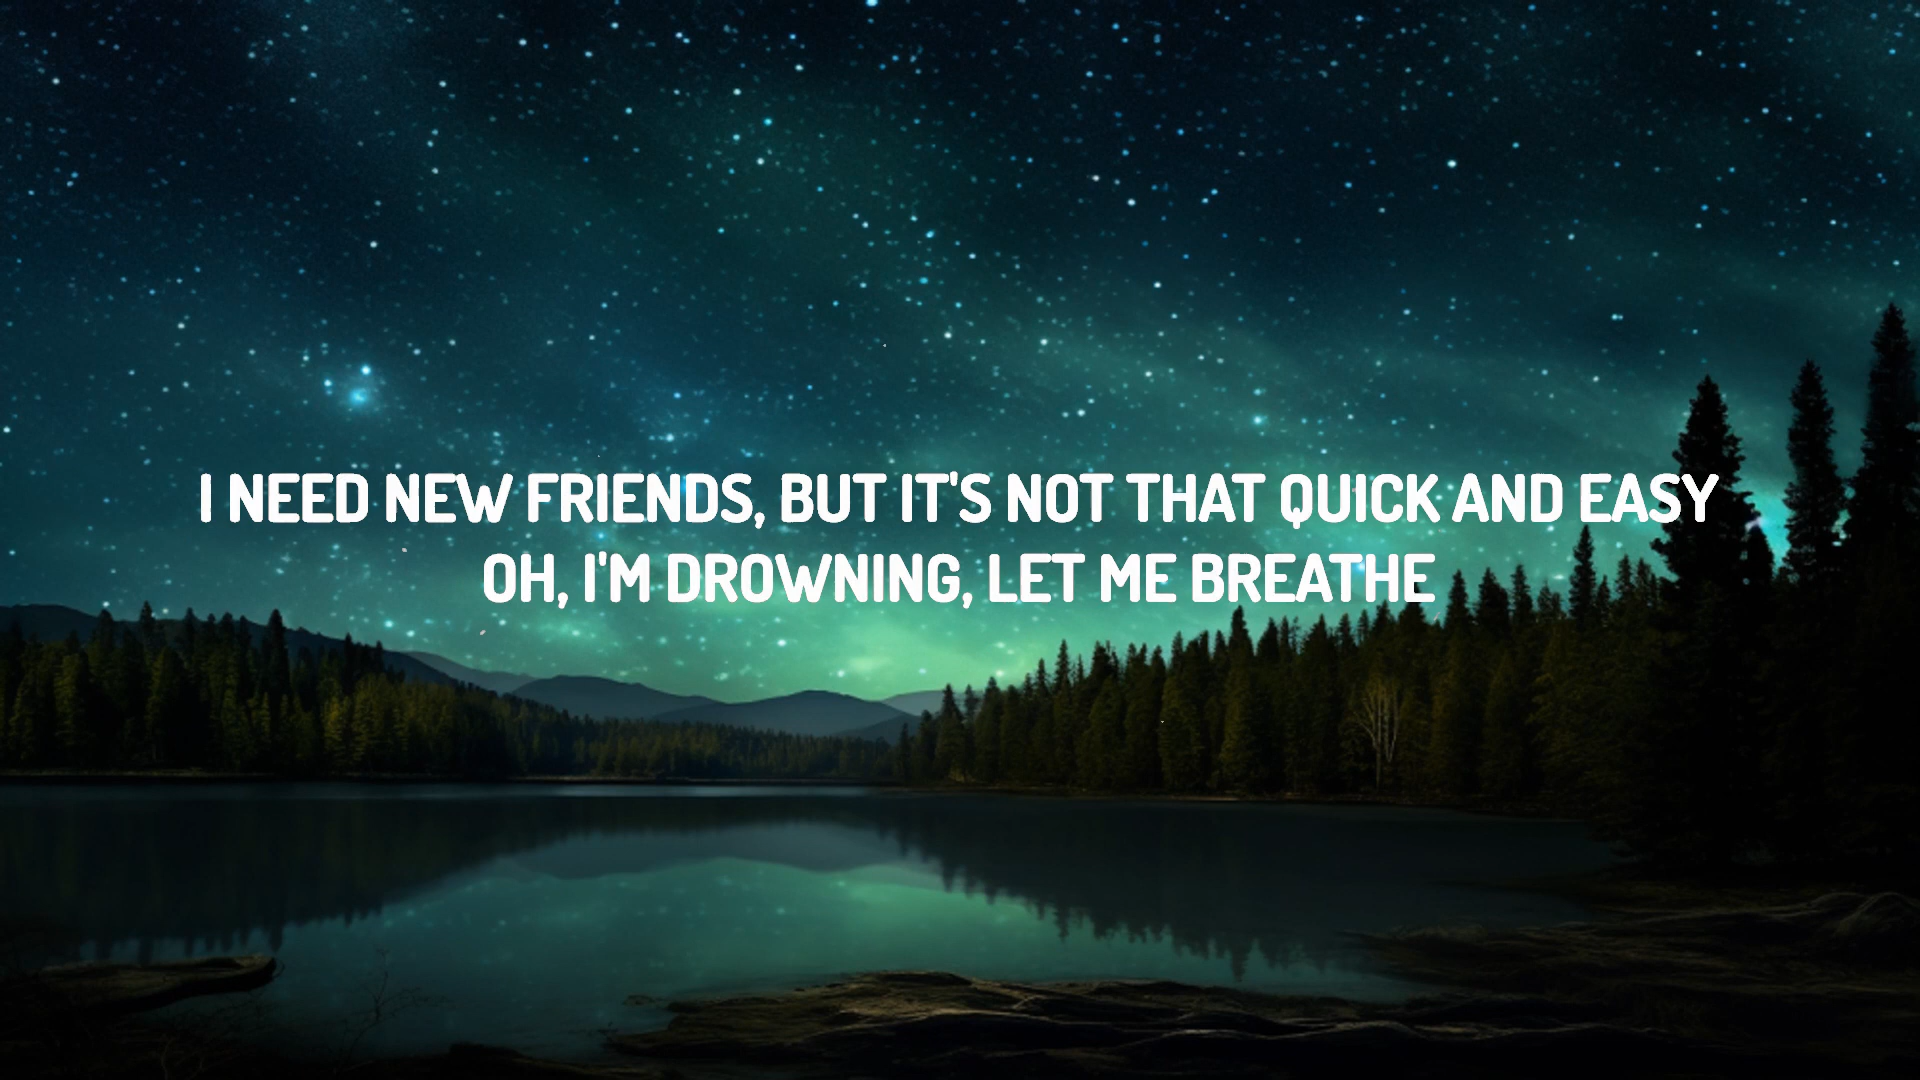 I NEED NEW FRIENDS, BUT IT'S NOT THAT QUICK AND EASY
OH, I'M DROWNING, LET ME BREATHE